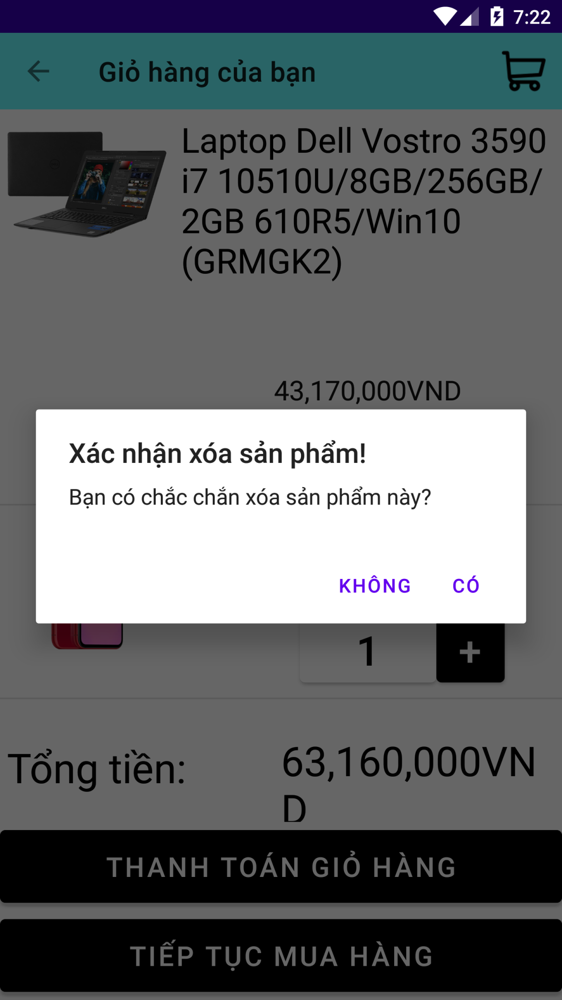 7:22
Giỏ hàng của bạn
Laptop Dell Vostro 3590
i7 10510U/8GB/256GB/
2GB 610R5/Win10
(GRMGK2)
43,170,000VND
Xác nhận xóa sản phẩm!
Bạn có chắc chắn xóa sản phẩm này?
KHÔNG CÓ
1 +
Tổng tiền: 63,160,000VN
D
THANH TOÁN GIỎ HÀNG
TIẾP TỤC MUA HÀNG